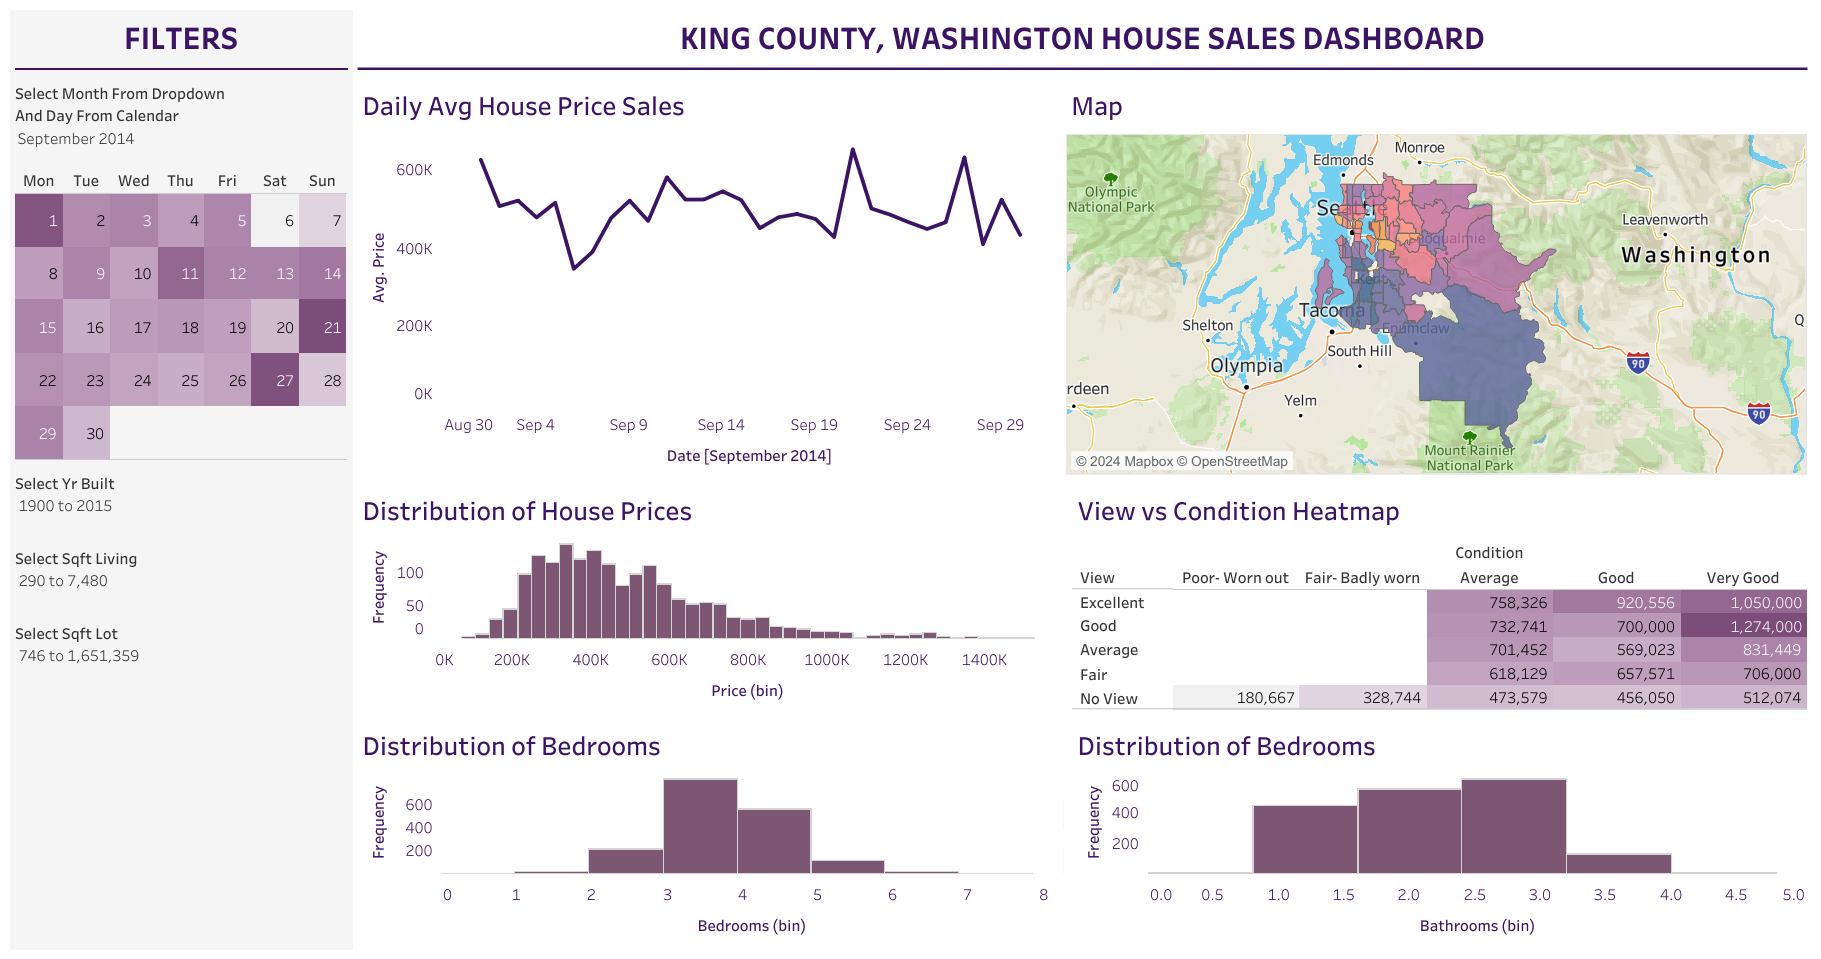 FILTERS
Select Month From Dropdown
And Day From Calendar
September 2014
Mon Tue Wed Thu Fri Sat Sun
1 2 3 4 5 6 7
8 9 10 11 12 13 14
15 16 17 18 19 20 21
22 23 24 25 26 27 28
29 30
Select Yr Built
1900 to 2015
Select Sqft Living
290 to 7,480
Select Sqft Lot
746 to 1,651,359
KING COUNTY, WASHINGTON HOUSE SALES DASHBOARD
Daily Avg House Price Sales
Avg. Price
600K
400K
200K
0K
Aug 30 Sep 4 Sep 9 Sep 14 Sep 19 Sep 24 Sep 29
Date [September 2014]
Map
Monroe
Edmonds
Olympic
National Park
Leavenworth
Washington
Kent
Tacoma
Enumclaw
Shelton
South Hill
Olympia
90
rdeen
Yelm
90
Q
Mount Rainier
National Park
© 2024 Mapbox © OpenStreetMap
Distribution of House Prices
Frequency
100
50
0
0K 200K 400K 600K 800K 1000K 1200K 1400K
Price (bin)
View vs Condition Heatmap
Condition
View Poor- Worn out Fair- Badly worn Average Good Very Good
Excellent 758,326 920,556 1,050,000
Good 732,741 700,000 1,274,000
Average 701,452 569,023 831,449
Fair 618,129 657,571 706,000
No View 180,667 328,744 473,579 456,050 512,074
Distribution of Bedrooms
Frequency
600
400
200
0 1 2 3 4 5 6 7 8
Bedrooms (bin)
Distribution of Bedrooms
Frequency
600
400
200
0.0 0.5 1.0 1.5 2.0 2.5 3.0 3.5 4.0 4.5 5.0
Bathrooms (bin)